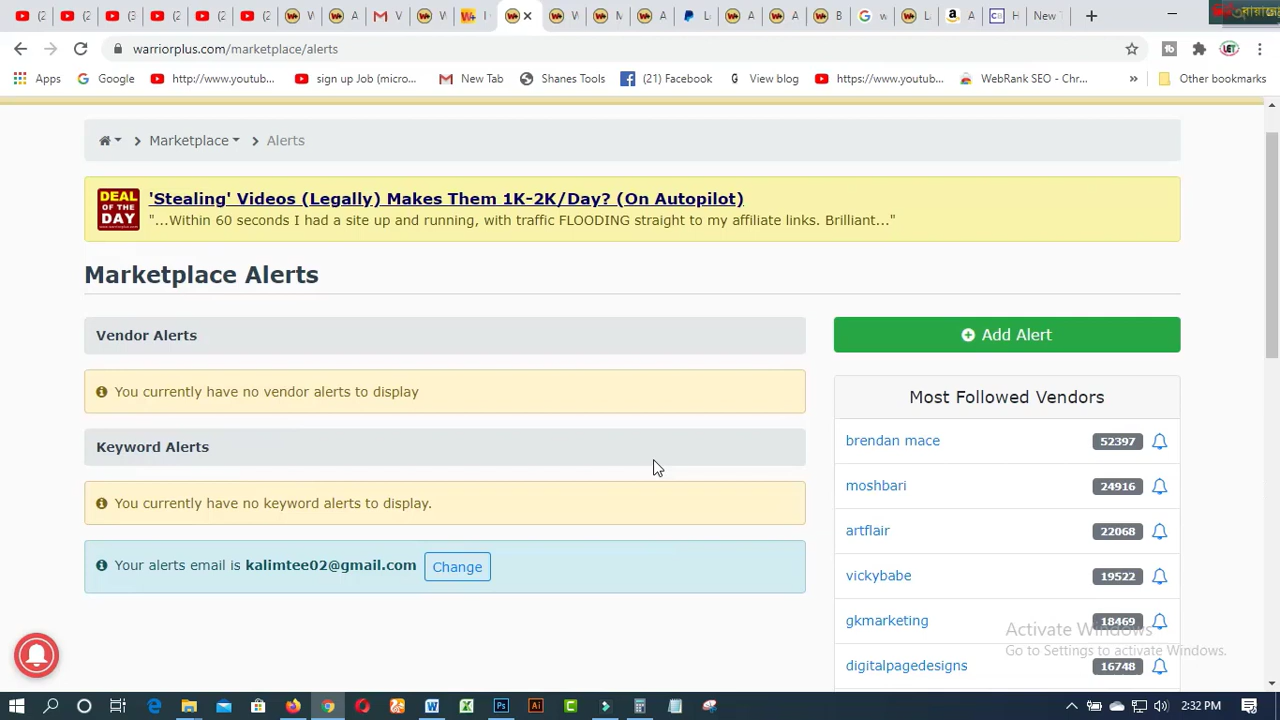 warriorplus.com/marketplace/alerts
Apps
Google
http://www.youtub...
sign up Job (micro...
New Tab
Shanes Tools
(21) Facebook
View blog
https://www.youtu...
WebRank SEO - Chr...
Other bookmarks
Marketplace
Alerts
DEAL
OF THE
DAY
'Stealing' Videos (Legally) Makes Them 1K-2K/Day? (On Autopilot)
"...Within 60 seconds I had a site up and running, with traffic FLOODING straight to my affiliate links. Brilliant..."
Marketplace Alerts
Vendor Alerts
Add Alert
You currently have no vendor alerts to display
Most Followed Vendors
Keyword Alerts
brendan mace 52397
You currently have no keyword alerts to display.
moshbari 24916
artflair 22068
Your alerts email is kalimtee02@gmail.com Change
vickybabe 19522
gkmarketing 18469
digitalpagedesigns 16748
Activate Windows
Go to Settings to activate Windows.
2:32 PM